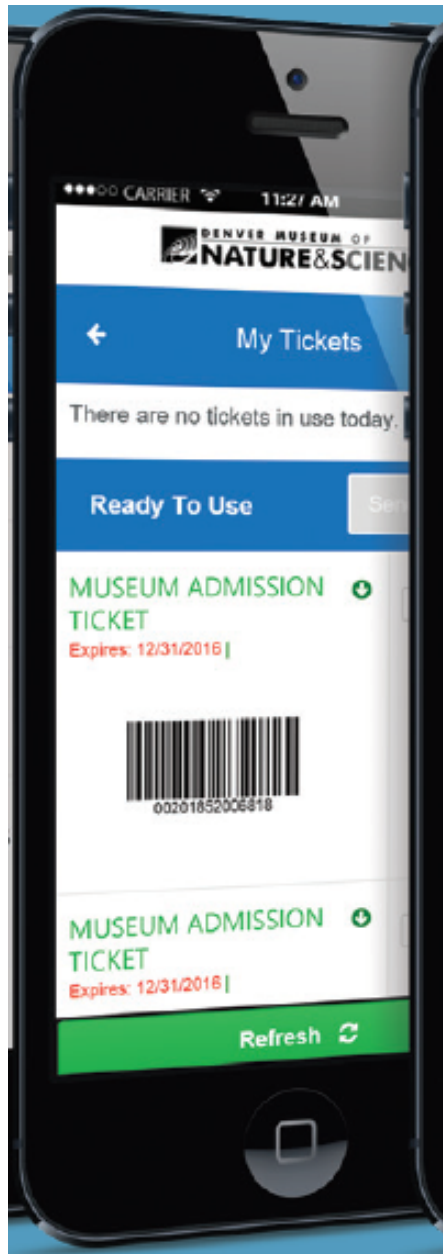 CARRIER 11:27 AM
DENVER MUSEUM OF
NATURE&SCIEN
My Tickets
There are no tickets in use today.
Ready To Use Sen
MUSEUM ADMISSION
TICKET
Expires: 12/31/2016 |
00201852006818
MUSEUM ADMISSION
TICKET
Expires: 12/31/2016 |
Refresh